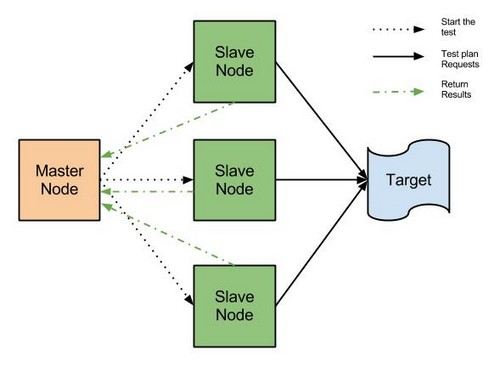 Slave
Node
Start the
test
Test plan
Requests
Return
Results
Master
Node
Slave
Node
Target
Slave
Node